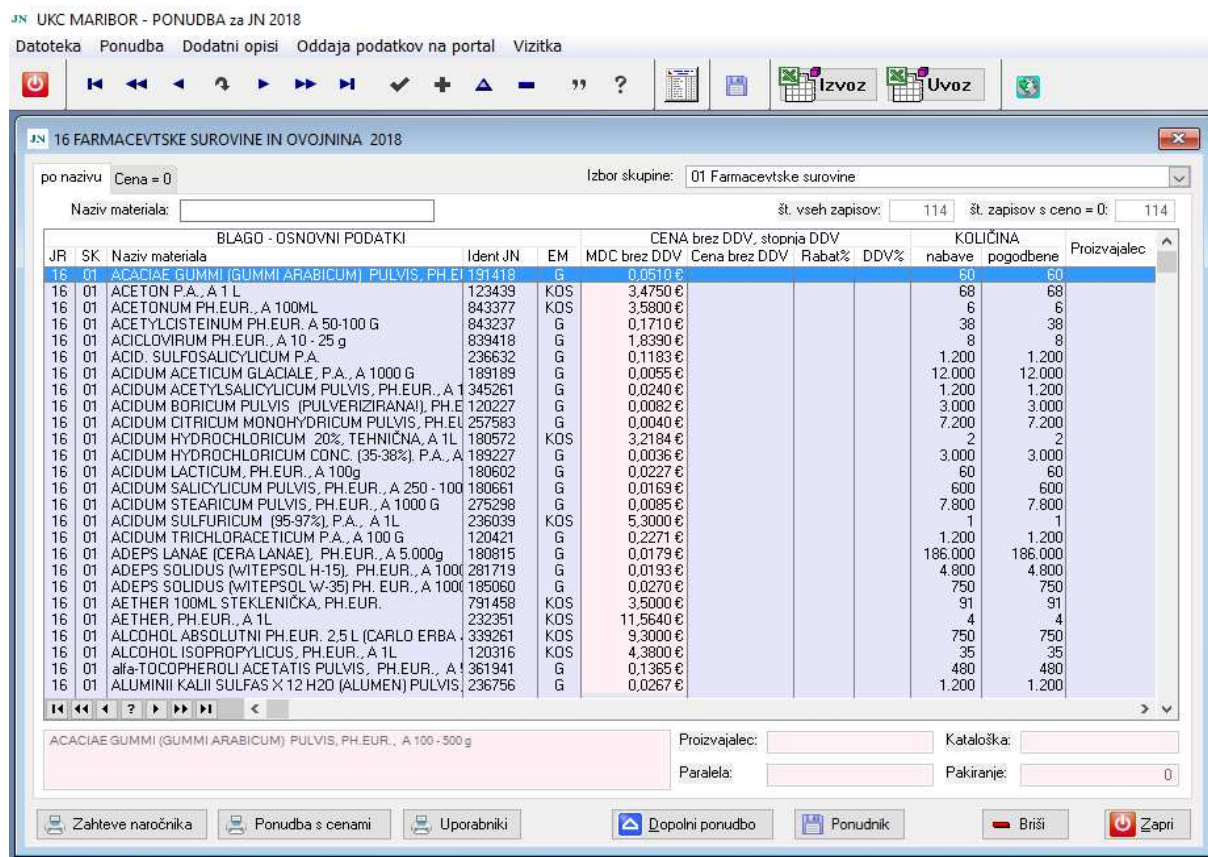 JN UKC MARIBOR - PONUDBA za JN 2018
Datoteka Ponudba Dodatni opisi Oddaja podatkov na portal Vizitka
Izvoz Uvoz
JN 16 FARMACEVTSKE SUROVINE IN OVOJNINA 2018
po nazivu Cena = 0 Izbor skupine: 01 Farmacevtske surovine
Naziv materiala: št. vseh zapisov: 114 št. zapisov s ceno = 0: 114
BLAGO - OSNOVNI PODATKI CENA brez DDV, stopnja DDV KOLIČINA Proizvajalec
JR SK Naziv materiala Ident JN EM MDC brez DDV Cena brez DDV Rabat% DDV% nabave pogodbene
16 01 ACACIAE GUMMI (GUMMI ARABICUM) PULVIS, PH.EI 191418 G 0,0510 € 60 60
16 01 ACETON P.A., A 1 L 123439 KOS 3,4750 € 68 68
16 01 ACETONUM PH.EUR., A 100ML 843377 KOS 3,5800 € 6 6
16 01 ACETYLCISTEINUM PH.EUR. A 50-100 G 843237 G 0,1710 € 38 38
16 01 ACICLOVIRUM PH.EUR., A 10 - 25 g 839418 G 1,8390 € 8 8
16 01 ACID. SULFOSALICYLICUM P.A. 236632 G 0,1183 € 1.200 1.200
16 01 ACIDUM ACETICUM GLACIALE, P.A., A 1000 G 189189 G 0,0055 € 12.000 12.000
16 01 ACIDUM ACETYLSALICYLICUM PULVIS, PH.EUR., A 1 345261 G 0,0240 € 1.200 1.200
16 01 ACIDUM BORICUM PULVIS (PULVERIZIRANA!), PH.E 120227 G 0,0082 € 3.000 3.000
16 01 ACIDUM CITRICUM MONOHYDRICUM PULVIS, PH.EU 257583 G 0,0040 € 7.200 7.200
16 01 ACIDUM HYDROCHLORICUM 20%, TEHNIČNA, A 1L 180572 KOS 3,2184 € 2 2
16 01 ACIDUM HYDROCHLORICUM CONC. (35-38%). P.A., A 189227 G 0,0036 € 3.000 3.000
16 01 ACIDUM LACTICUM, PH.EUR., A 100g 180602 G 0,0227 € 60 60
16 01 ACIDUM SALICYLICUM PULVIS, PH.EUR., A 250 - 100 180661 G 0,0169 € 600 600
16 01 ACIDUM STEARICUM PULVIS, PH.EUR., A 1000 G 275298 G 0,0085 € 7.800 7.800
16 01 ACIDUM SULFURICUM (95-97%), P.A., A 1L 236039 KOS 5,3000 € 1 1
16 01 ACIDUM TRICHLORACETICUM P.A., A 100 G 120421 G 0,2271 € 1.200 1.200
16 01 ADEPS LANAE (CERA LANAE), PH.EUR., A 5.000g 180815 G 0,0179 € 186.000 186.000
16 01 ADEPS SOLIDUS (WITEPSOL H-15), PH.EUR., A 1000 281719 G 0,0193 € 4.800 4.800
16 01 ADEPS SOLIDUS (WITEPSOL W-35) PH. EUR., A 1000 185060 G 0,0270 € 750 750
16 01 AETHER 100ML STEKLENIČKA, PH.EUR. 791458 KOS 3,5000 € 91 91
16 01 AETHER, PH.EUR., A 1L 232351 KOS 11,5640 € 4 4
16 01 ALCOHOL ABSOLUTNI PH.EUR. 2,5 L (CARLO ERBA 339261 KOS 9,3000 € 750 750
16 01 ALCOHOL ISOPROPYLICUS, PH.EUR., A 1L 120316 KOS 4,3800 € 35 35
16 01 alfa-TOCOPHEROLI ACETATIS PULVIS, PH.EUR., A 361941 G 0,1365 € 480 480
16 01 ALUMINII KALII SULFAS X 12 H2O (ALUMEN) PULVIS, 236756 G 0,0267 € 1.200 1.200
ACACIAE GUMMI (GUMMI ARABICUM) PULVIS, PH.EUR., A 100 - 500 g Proizvajalec: Kataloška:
Paralela: Pakiranje: 0
Zahteve naročnika Ponudba s cenami Uporabniki Dopolni ponudbo Ponudnik Briši Zapri